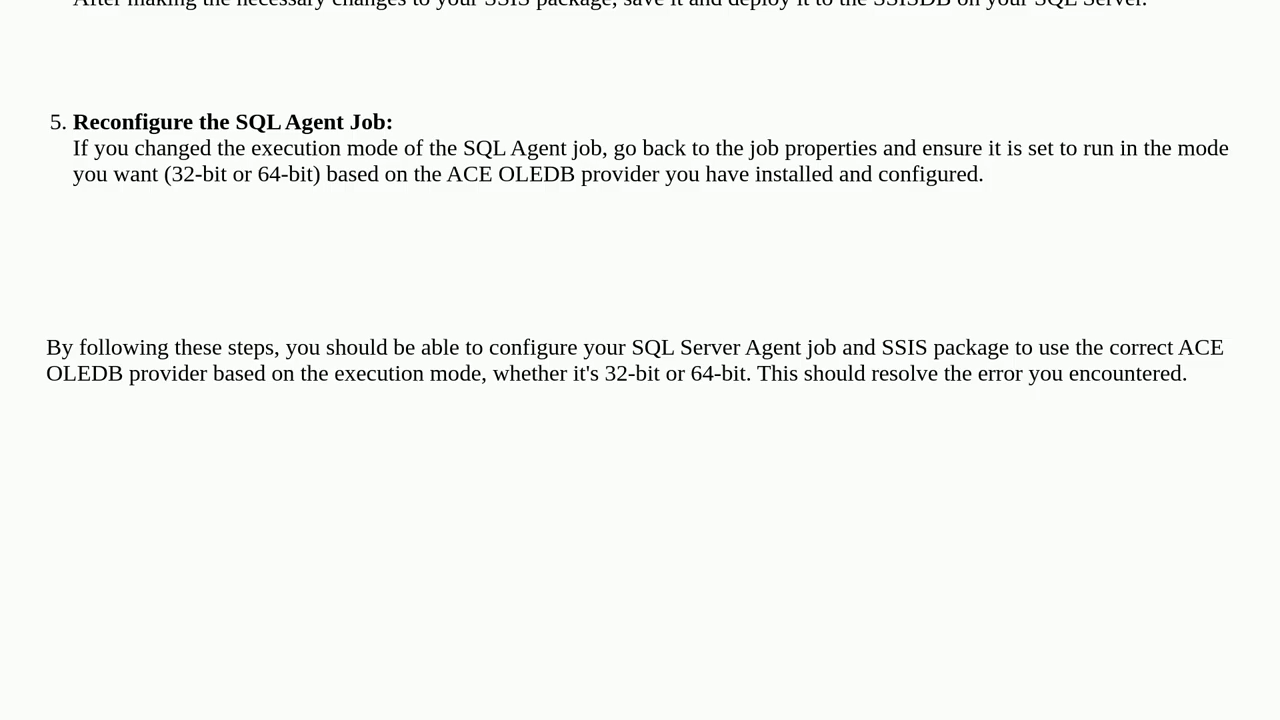 After making the necessary changes to your SSIS package, save it and deploy it to the SSISDB on your SQL Server.
5. Reconfigure the SQL Agent Job:
If you changed the execution mode of the SQL Agent job, go back to the job properties and ensure it is set to run in the mode
you want (32-bit or 64-bit) based on the ACE OLEDB provider you have installed and configured.
By following these steps, you should be able to configure your SQL Server Agent job and SSIS package to use the correct ACE
OLEDB provider based on the execution mode, whether it's 32-bit or 64-bit. This should resolve the error you encountered.